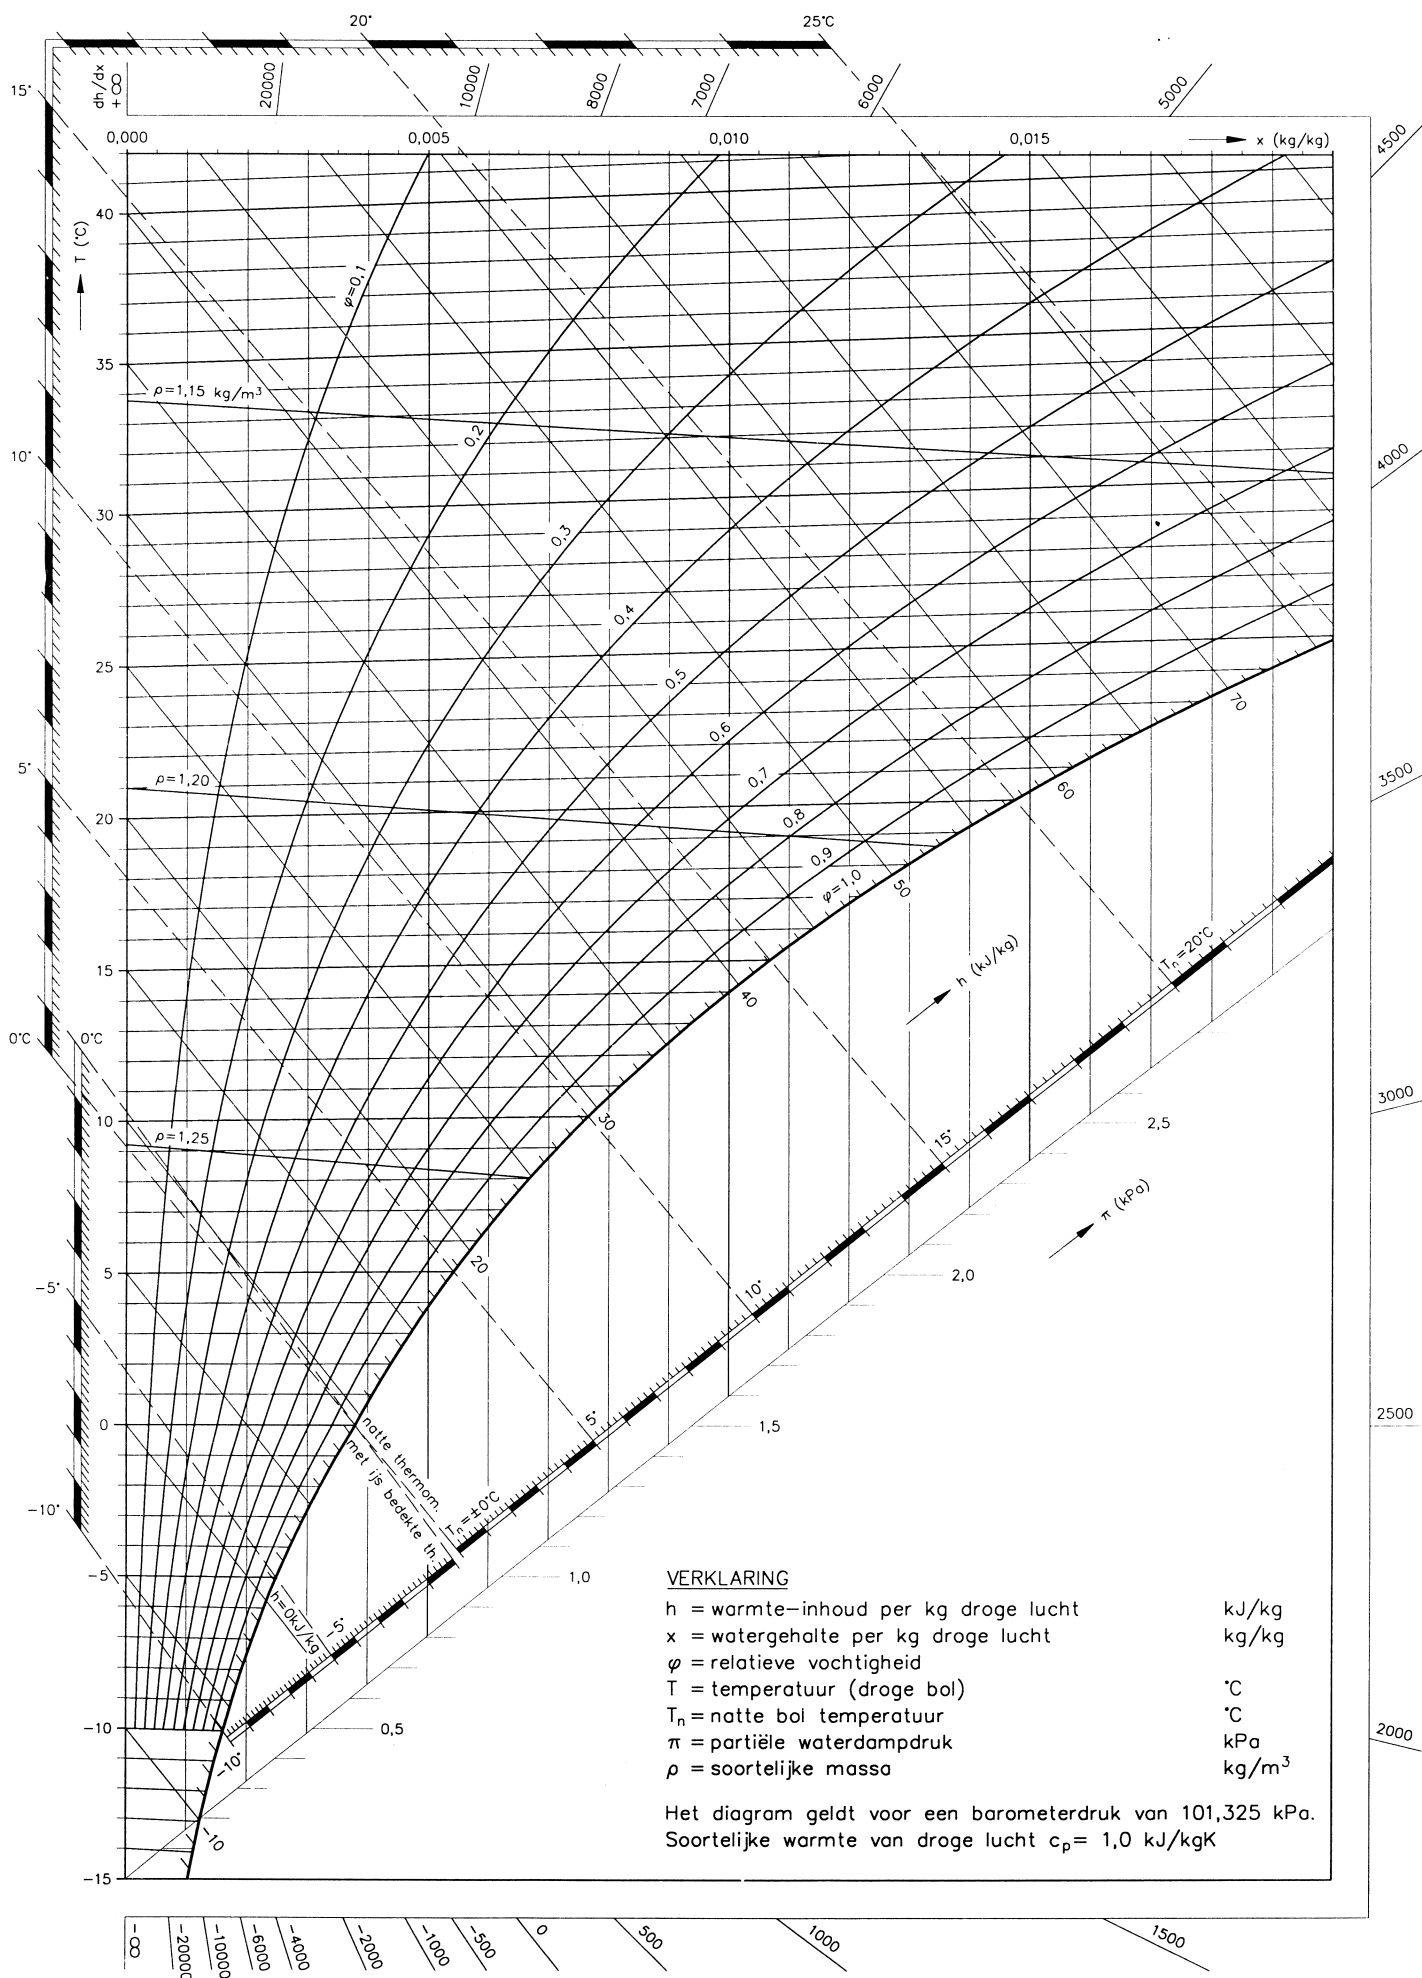 20° 25°C
15° dh/dx +∞ 20000 10000 8000 7000 6000 5000 4500
0,000 0,005 0,010 0,015 x (kg/kg)
40
T (°C)
φ=0,1
35
ρ=1,15 kg/m³
0,2
10° 4000
30
0,3
0,4
25
0,5
70
0,6
5° 0,7
ρ=1,20 3500
60
20
0,8
0,9
φ=1,0 50
h (kJ/kg)
Tn=20°C
15
40
0°C 0°C
3000
10 30 2,5
ρ=1,25 15°
π (kPa)
20
5 2,0
-5° 10°
0 natte thermom. 5° 1,5 2500
met ijs bedekte th.
-10° Tn=±0°C
-5 1,0
h=0kJ/kg
-5°
-10 0,5 2000
-10°
-10
-15
VERKLARING
h = warmte-inhoud per kg droge lucht kJ/kg
x = watergehalte per kg droge lucht kg/kg
φ = relatieve vochtigheid
T = temperatuur (droge bol) °C
Tn = natte bol temperatuur °C
π = partiële waterdampdruk kPa
ρ = soortelijke massa kg/m³
Het diagram geldt voor een barometerdruk van 101,325 kPa.
Soortelijke warmte van droge lucht cp= 1,0 kJ/kgK
-∞ -20000 -10000 -6000 -4000 -2000 -1000 -500 0 500 1000 1500